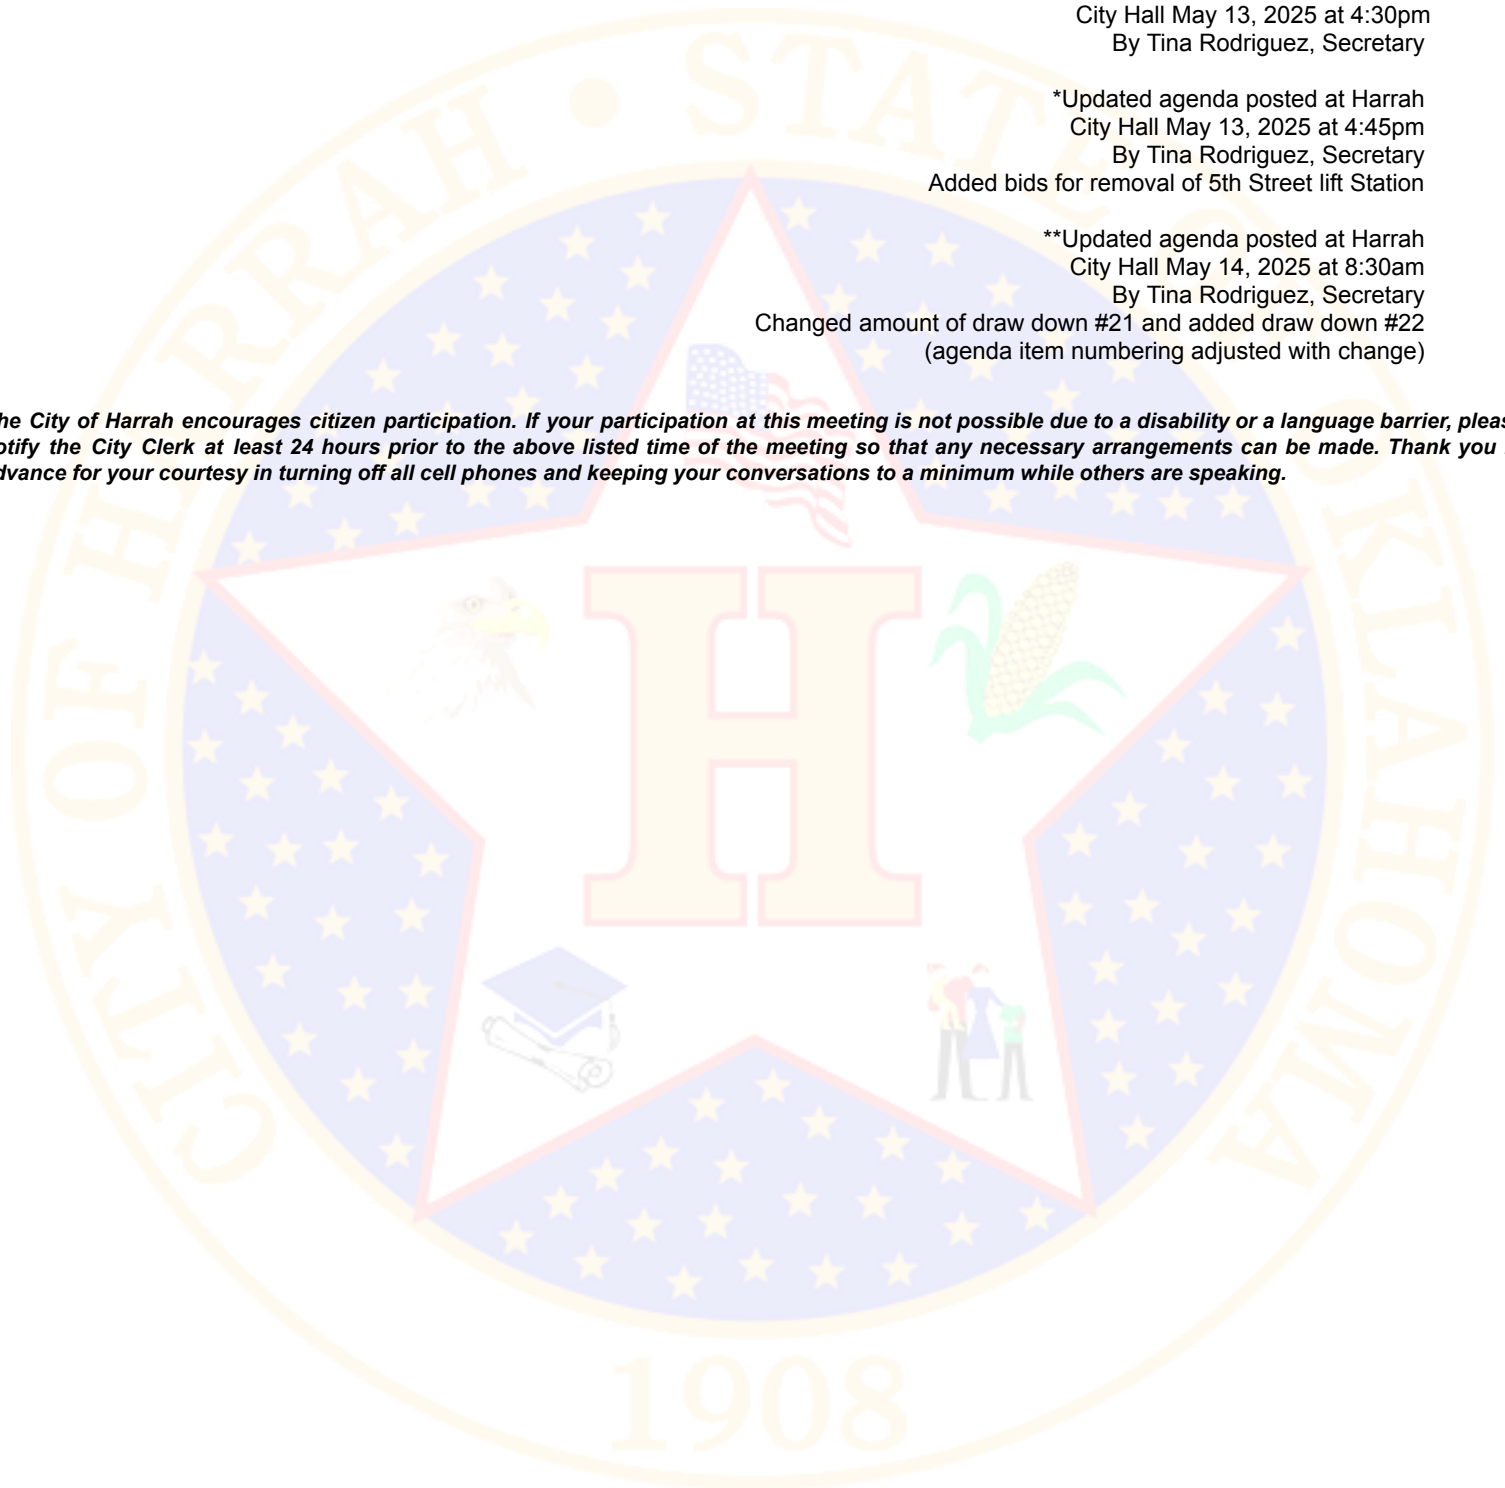 City Hall May 13, 2025 at 4:30pm
By Tina Rodriguez, Secretary
*Updated agenda posted at Harrah
City Hall May 13, 2025 at 4:45pm
By Tina Rodriguez, Secretary
Added bids for removal of 5th Street lift Station
**Updated agenda posted at Harrah
City Hall May 14, 2025 at 8:30am
By Tina Rodriguez, Secretary
Changed amount of draw down #21 and added draw down #22
(agenda item numbering adjusted with change)
he City of Harrah encourages citizen participation. If your participation at this meeting is not possible due to a disability or a language barrier, pleas
otify the City Clerk at least 24 hours prior to the above listed time of the meeting so that any necessary arrangements can be made. Thank you
dvance for your courtesy in turning off all cell phones and keeping your conversations to a minimum while others are speaking.
CITY OF HARRAH • STATE OF OKLAHOMA
H
1908